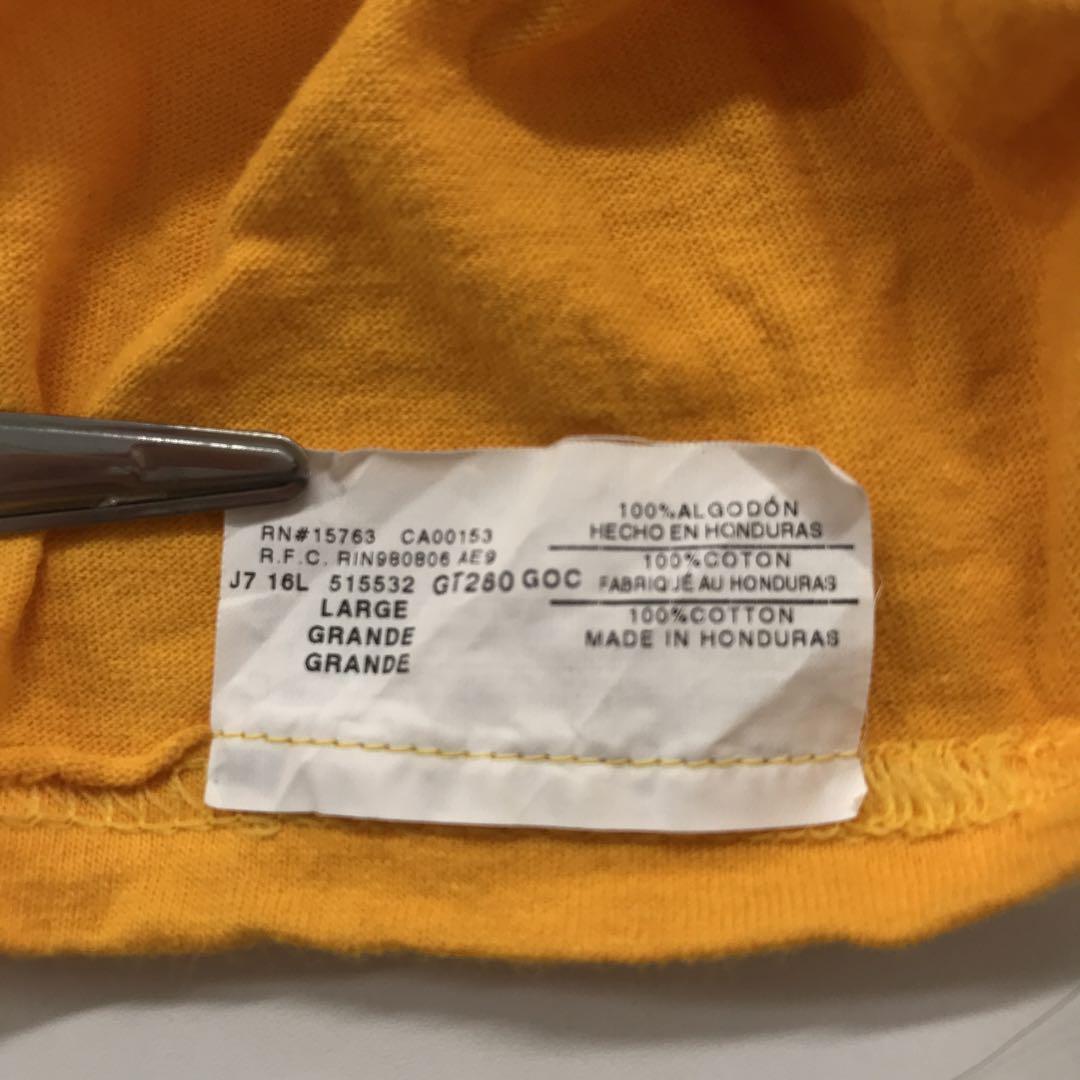 RN#15763 CA00153
R.F.C. RIN980806 AE9
J7 16L 515532 GT280 GOC
LARGE
GRANDE
GRANDE
100%ALGODÓN
HECHO EN HONDURAS
100%COTON
FABRIQUÉ AU HONDURAS
100%COTTON
MADE IN HONDURAS